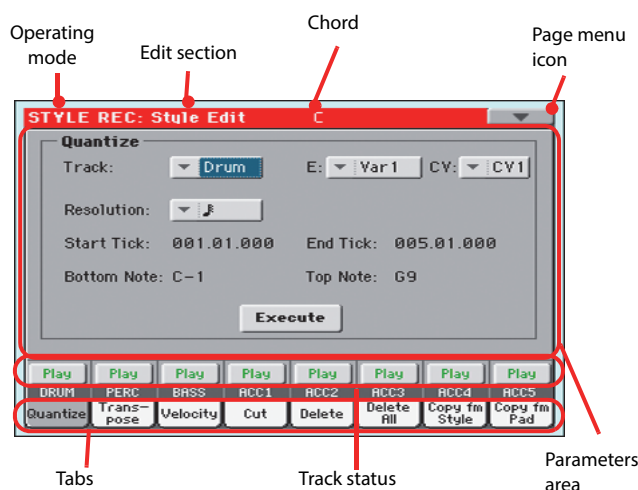 Operating mode
Edit section
Chord
Page menu icon
STYLE REC: Style Edit C
Quantize
Track: Drum E: Var1 CV: CV1
Resolution:
Start Tick: 001.01.000 End Tick: 005.01.000
Bottom Note: C-1 Top Note: G9
Execute
Play Play Play Play Play Play Play Play
DRUM PERC BASS ACC1 ACC2 ACC3 ACC4 ACC5
Quantize Trans-pose Velocity Cut Delete Delete All Copy fm Style Copy fm Pad
Tabs
Track status
Parameters area